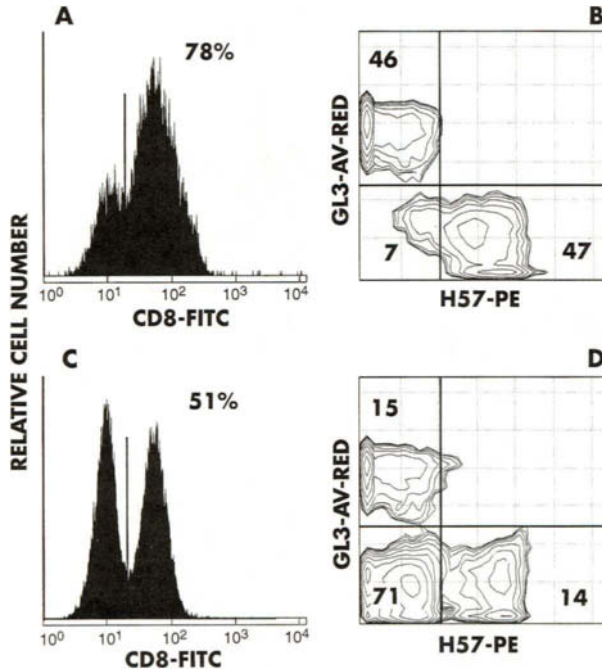 A
78%
10⁰ 10¹ 10² 10³ 10⁴
CD8-FITC
B
46
7
47
GL3-AV-RED
H57-PE
RELATIVE CELL NUMBER
C
51%
10⁰ 10¹ 10² 10³ 10⁴
CD8-FITC
D
15
71
14
GL3-AV-RED
H57-PE